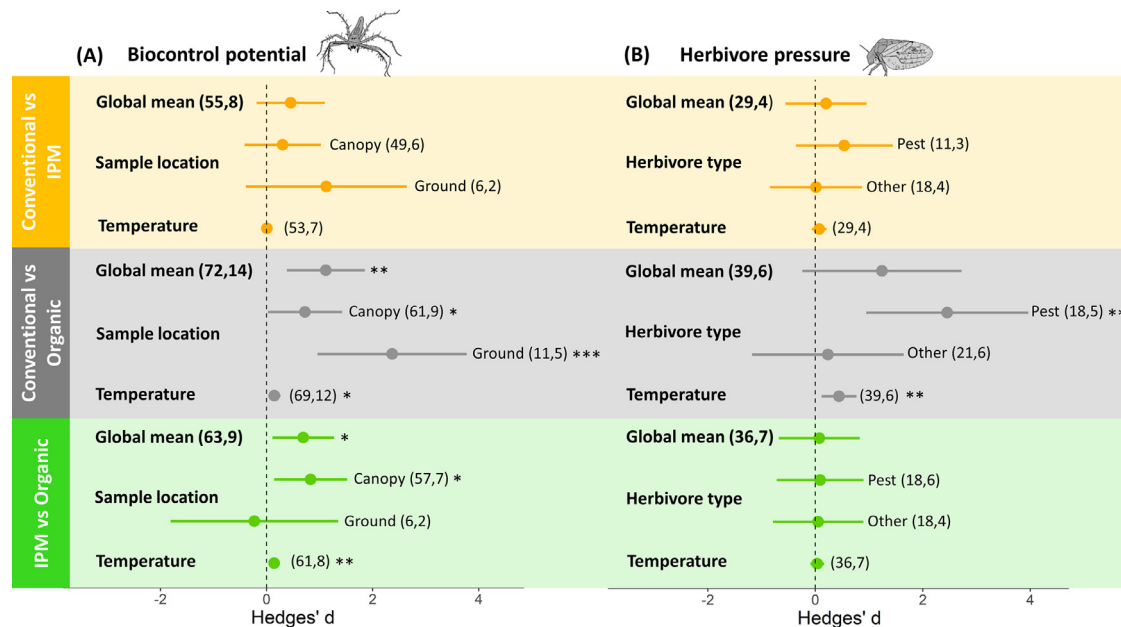 (A) Biocontrol potential
(B) Herbivore pressure
Conventional vs
IPM
Global mean (55,8)
Canopy (49,6)
Sample location
Ground (6,2)
Temperature (53,7)
Global mean (29,4)
Pest (11,3)
Herbivore type
Other (18,4)
Temperature (29,4)
Conventional vs
Organic
Global mean (72,14) **
Canopy (61,9) *
Sample location
Ground (11,5) ***
Temperature (69,12) *
Global mean (39,6)
Pest (18,5) **
Herbivore type
Other (21,6)
Temperature (39,6) **
IPM vs Organic
Global mean (63,9) *
Canopy (57,7) *
Sample location
Ground (6,2)
Temperature (61,8) **
Global mean (36,7)
Pest (18,6)
Herbivore type
Other (18,4)
Temperature (36,7)
-2 0 2 4
Hedges' d
-2 0 2 4
Hedges' d